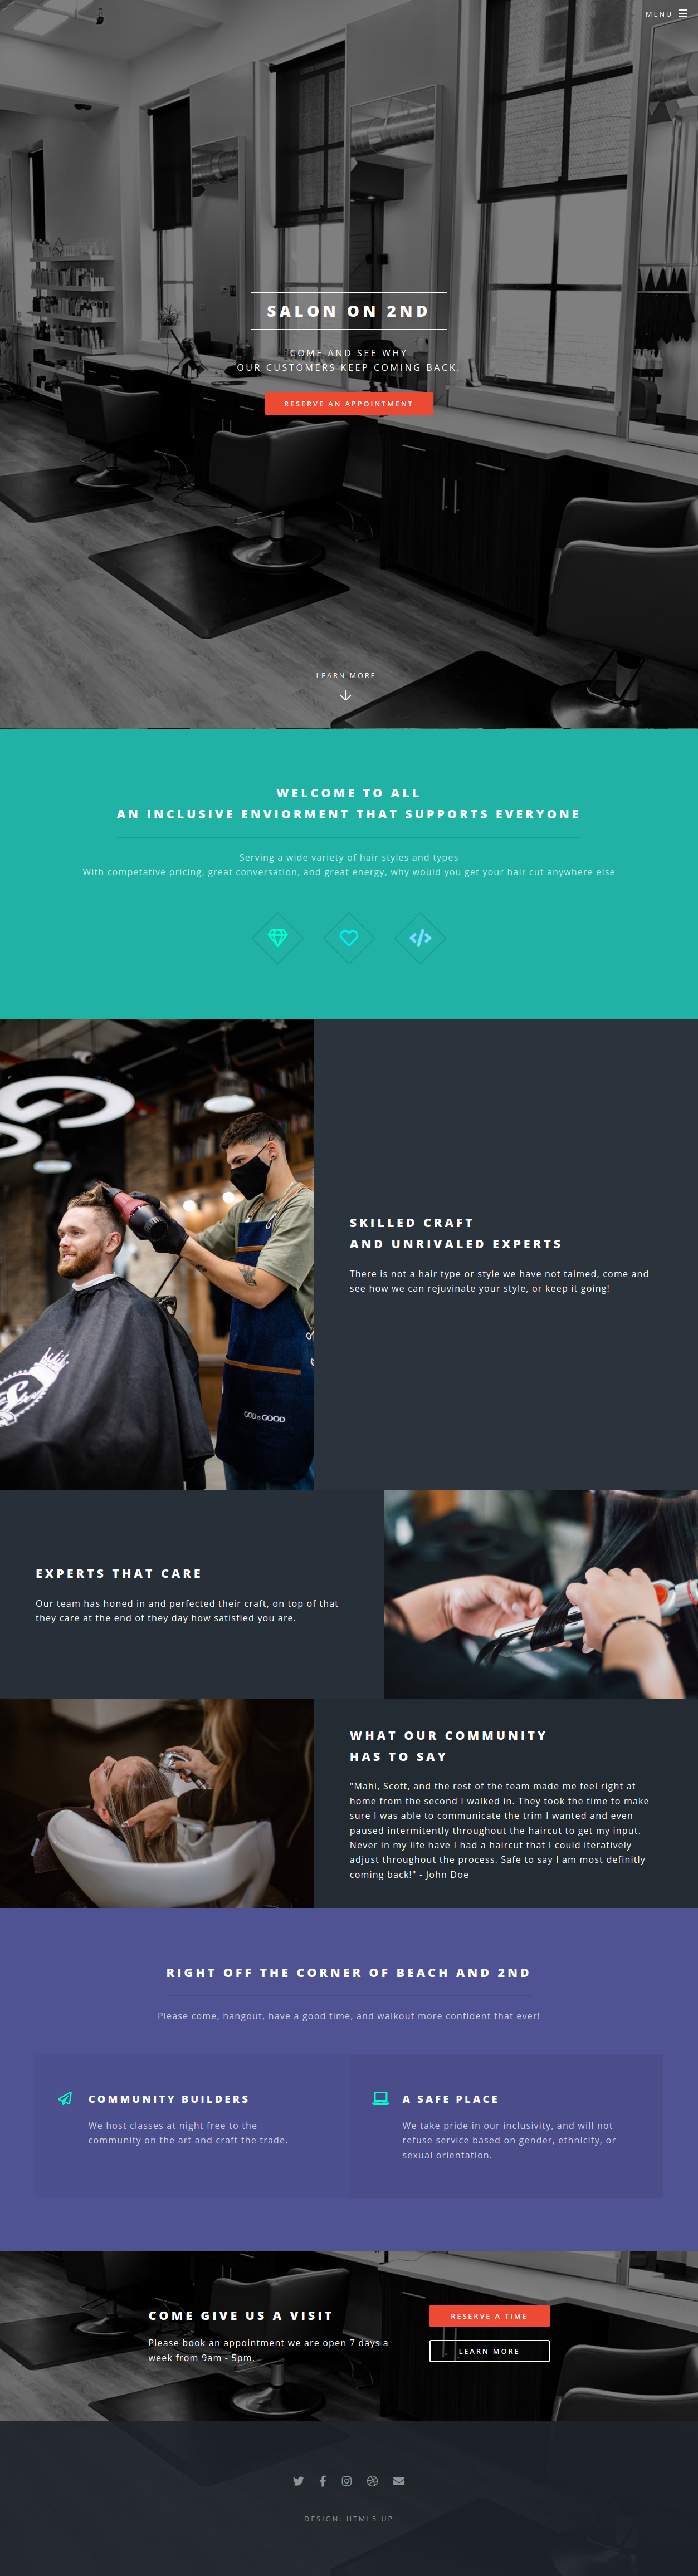 MENU
SALON ON 2ND
COME AND SEE WHY
OUR CUSTOMERS KEEP COMING BACK.
RESERVE AN APPOINTMENT
LEARN MORE
WELCOME TO ALL
AN INCLUSIVE ENVIORMENT THAT SUPPORTS EVERYONE
Serving a wide variety of hair styles and types
With competative pricing, great conversation, and great energy, why would you get your hair cut anywhere else
SKILLED CRAFT
AND UNRIVALED EXPERTS
There is not a hair type or style we have not taimed, come and
see how we can rejuvinate your style, or keep it going!
GOD is GOOD
EXPERTS THAT CARE
Our team has honed in and perfected their craft, on top of that
they care at the end of they day how satisfied you are.
WHAT OUR COMMUNITY
HAS TO SAY
"Mahi, Scott, and the rest of the team made me feel right at
home from the second I walked in. They took the time to make
sure I was able to communicate the trim I wanted and even
paused intermitently throughout the haircut to get my input.
Never in my life have I had a haircut that I could iteratively
adjust throughout the process. Safe to say I am most definitly
coming back!" - John Doe
RIGHT OFF THE CORNER OF BEACH AND 2ND
Please come, hangout, have a good time, and walkout more confident that ever!
COMMUNITY BUILDERS
We host classes at night free to the
community on the art and craft the trade.
A SAFE PLACE
We take pride in our inclusivity, and will not
refuse service based on gender, ethnicity, or
sexual orientation.
COME GIVE US A VISIT
Please book an appointment we are open 7 days a
week from 9am - 5pm.
RESERVE A TIME
LEARN MORE
DESIGN: HTML5 UP